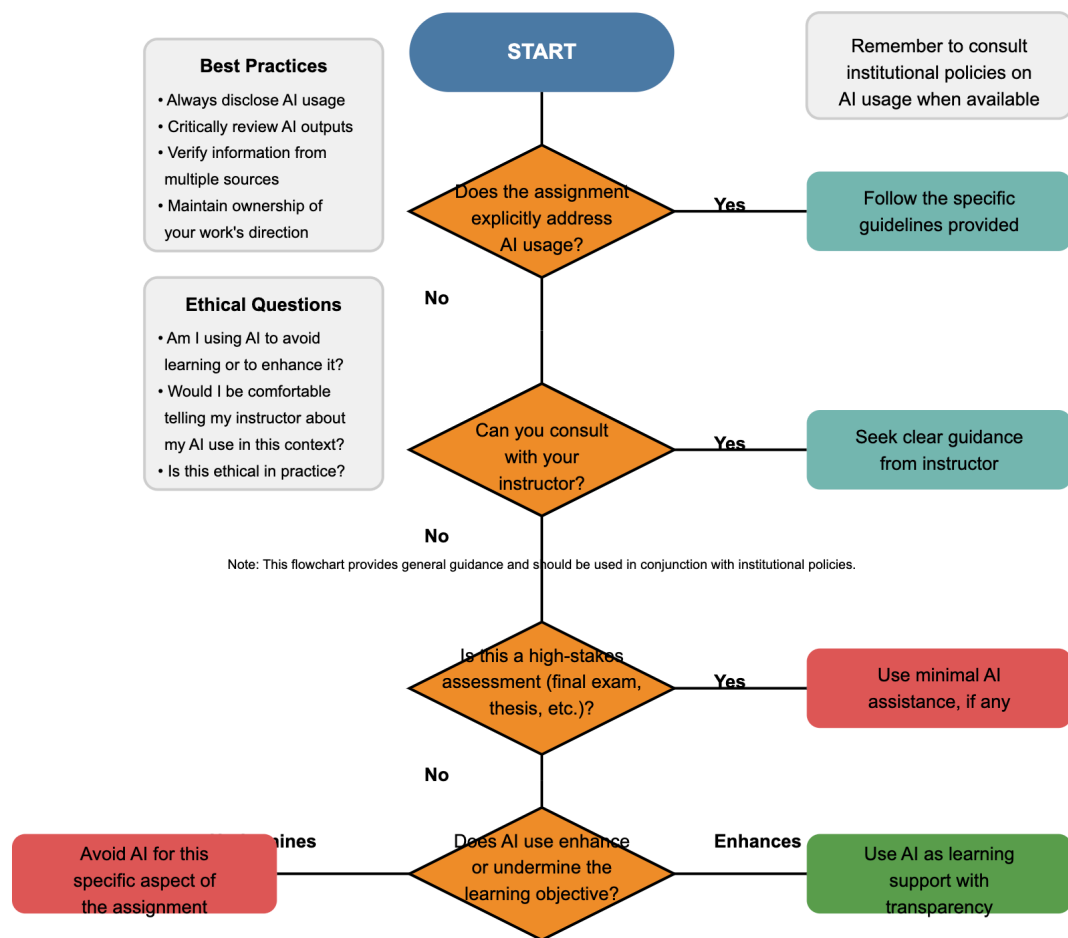 START
Best Practices
• Always disclose AI usage
• Critically review AI outputs
• Verify information from
multiple sources
• Maintain ownership of
your work's direction
Remember to consult
institutional policies on
AI usage when available
Does the assignment
explicitly address
AI usage?
Yes
Follow the specific
guidelines provided
No
Ethical Questions
• Am I using AI to avoid
learning or to enhance it?
• Would I be comfortable
telling my instructor about
my AI use in this context?
• Is this ethical in practice?
Can you consult
with your
instructor?
Yes
Seek clear guidance
from instructor
No
Note: This flowchart provides general guidance and should be used in conjunction with institutional policies.
Is this a high-stakes
assessment (final exam,
thesis, etc.)?
Yes
Use minimal AI
assistance, if any
No
Avoid AI for this
specific aspect of
the assignment
Does AI use enhance
or undermine the
learning objective?
Enhances
Use AI as learning
support with
transparency